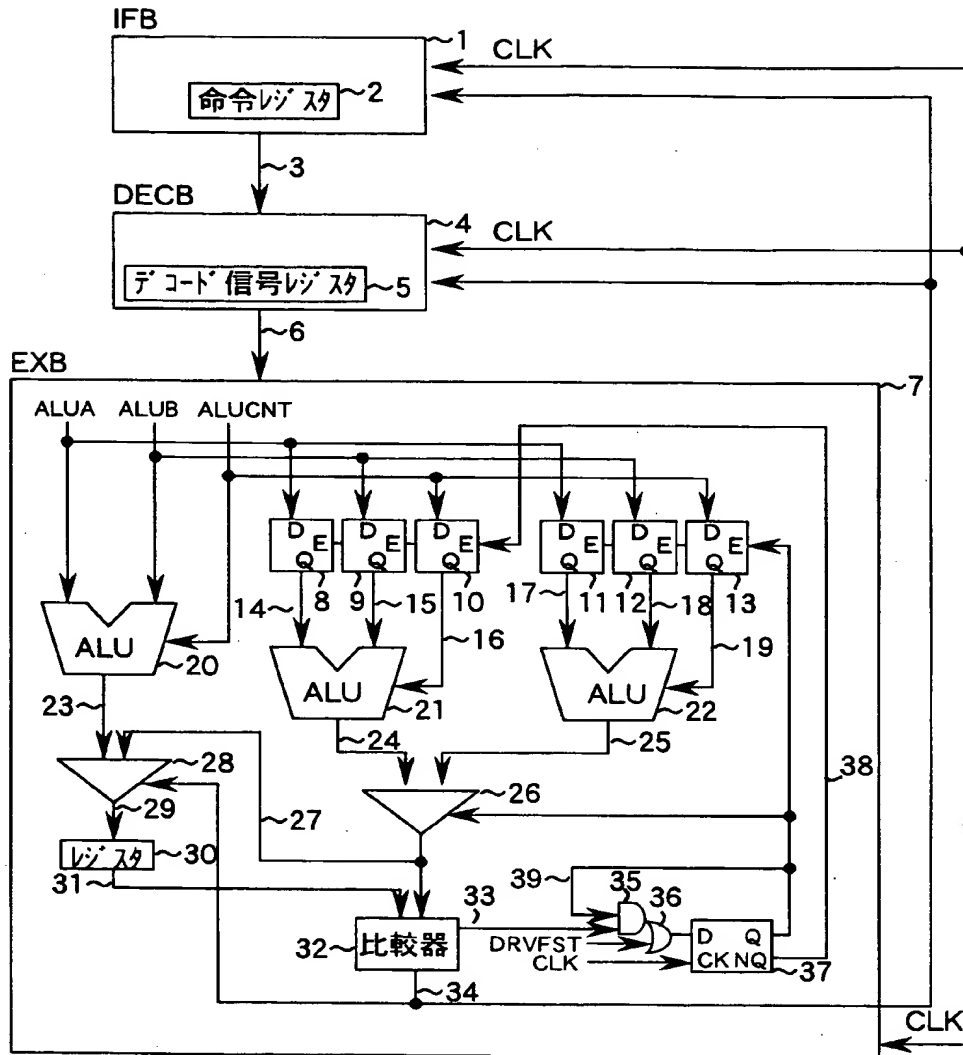 IFB
1
CLK
命令レジスタ
2
3
DECB
4
CLK
デコード信号レジスタ
5
6
EXB
7
ALUA
ALUB
ALUCNT
D
E
Q
D
E
Q
D
E
Q
D
E
Q
D
E
Q
D
E
Q
14
8
9
15
10
17
11
12
18
13
16
19
ALU
20
ALU
21
ALU
22
23
24
25
38
28
26
29
27
レジスタ
30
31
39
35
36
33
比較器
32
DRVFST
CLK
D
Q
CK
NQ
37
34
CLK